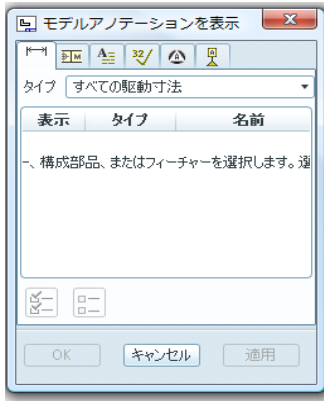 モデルアノテーションを表示
タイプ すべての駆動寸法
表示 タイプ 名前
、構成部品、またはフィーチャーを選択します。選
OK キャンセル 適用